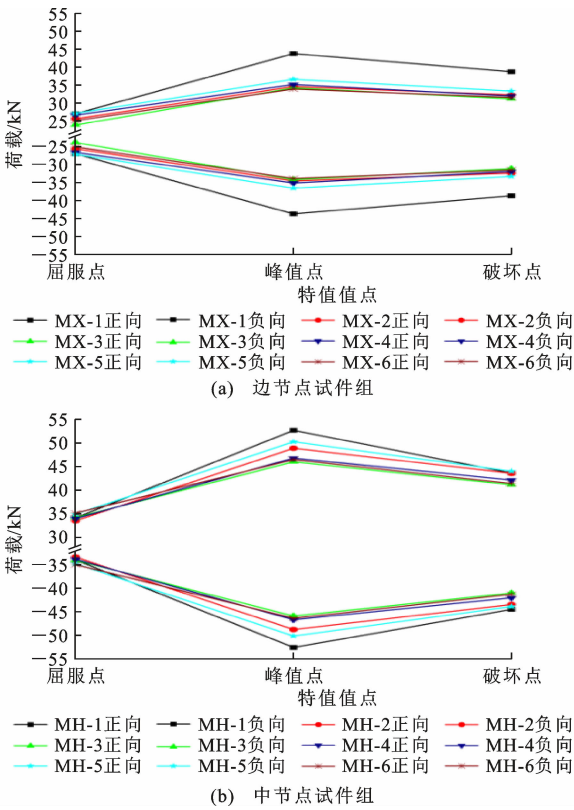 55
50
45
40
35
30
25
−25
−30
−35
−40
−45
−50
−55
荷载/kN
屈服点 峰值点 破坏点
特值值点
MX-1正向 MX-1负向 MX-2正向 MX-2负向
MX-3正向 MX-3负向 MX-4正向 MX-4负向
MX-5正向 MX-5负向 MX-6正向 MX-6负向
(a) 边节点试件组
55
50
45
40
35
30
−35
−40
−45
−50
−55
荷载/kN
屈服点 峰值点 破坏点
特值值点
MH-1正向 MH-1负向 MH-2正向 MH-2负向
MH-3正向 MH-3负向 MH-4正向 MH-4负向
MH-5正向 MH-5负向 MH-6正向 MH-6负向
(b) 中节点试件组